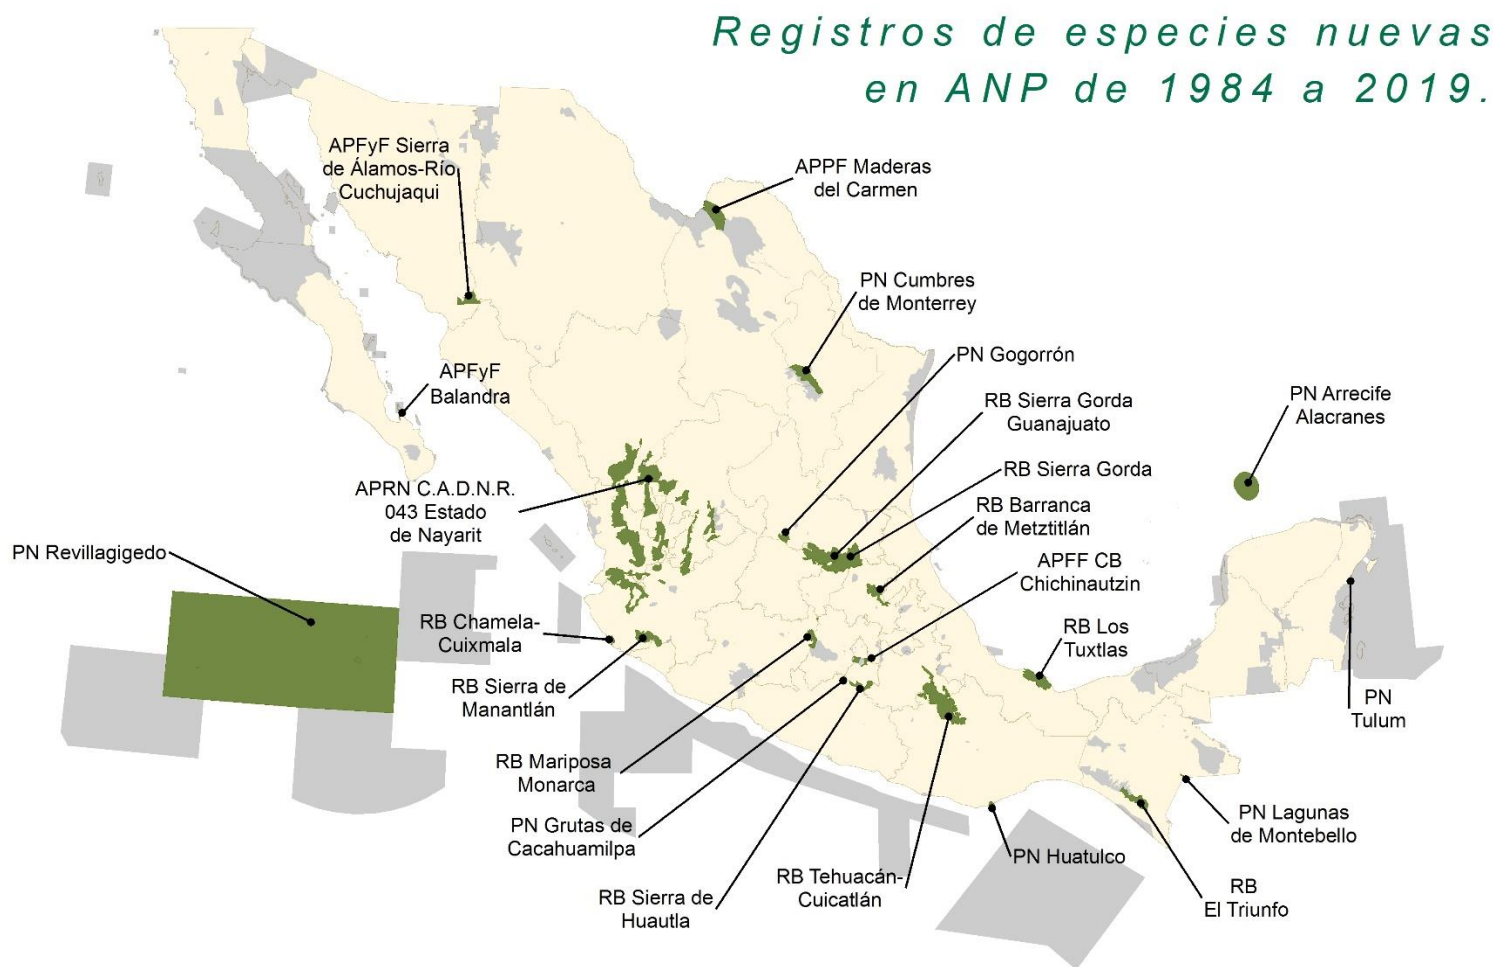 Registros de especies nuevas
en ANP de 1984 a 2019.
APFyF Sierra
de Álamos-Río
Cuchujaqui
APPF Maderas
del Carmen
PN Cumbres
de Monterrey
PN Gogorrón
APFyF
Balandra
RB Sierra Gorda
Guanajuato
PN Arrecife
Alacranes
RB Sierra Gorda
APRN C.A.D.N.R.
043 Estado
de Nayarit
RB Barranca
de Metztitlán
PN Revillagigedo
APFF CB
Chichinautzin
RB Chamela-
Cuixmala
RB Los
Tuxtlas
RB Sierra de
Manantlán
PN
Tulum
RB Mariposa
Monarca
PN Grutas de
Cacahuamilpa
PN Lagunas
de Montebello
PN Huatulco
RB Sierra de
Huautla
RB Tehuacán-
Cuicatlán
RB
El Triunfo